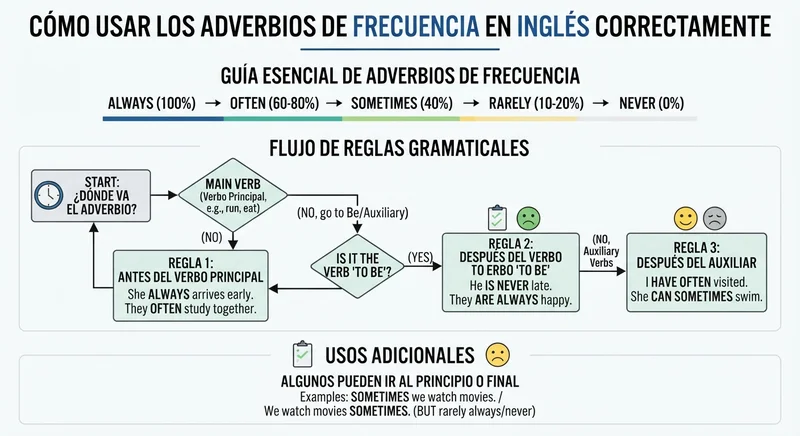 CÓMO USAR LOS ADVERBIOS DE FRECUENCIA EN INGLÉS CORRECTAMENTE
GUÍA ESENCIAL DE ADVERBIOS DE FRECUENCIA
ALWAYS (100%) → OFTEN (60-80%) → SOMETIMES (40%) → RARELY (10-20%) → NEVER (0%)
FLUJO DE REGLAS GRAMATICALES
START:
¿DÓNDE VA
EL ADVERBIO?
MAIN VERB
(Verbo Principal,
e.g., run, eat)
(NO, go to Be/Auxiliary)
(NO)
REGLA 1:
ANTES DEL VERBO PRINCIPAL
She ALWAYS arrives early.
They OFTEN study together.
IS IT THE
VERB 'TO BE'?
(YES)
REGLA 2:
DESPUÉS DEL VERBO
TO ERBO 'TO BE'
He IS NEVER late.
They ARE ALWAYS happy.
(NO,
Auxiliary
Verbs
REGLA 3:
DESPUÉS DEL AUXILIAR
I HAVE OFTEN visited.
She CAN SOMETIMES swim.
USOS ADICIONALES
ALGUNOS PUEDEN IR AL PRINCIPIO O FINAL
Examples: SOMETIMES we watch movies. /
We watch movies SOMETIMES. (BUT rarely always/never)